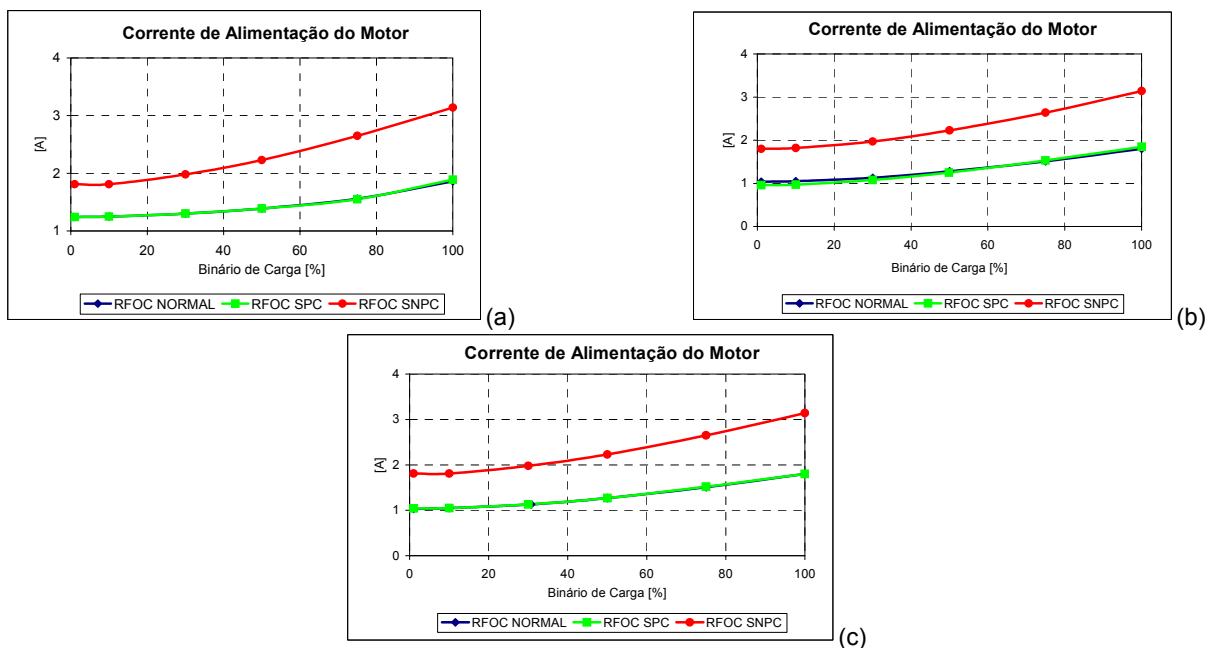 Corrente de Alimentação do Motor
4
3
2
1
[A]
0 20 40 60 80 100
Binário de Carga [%]
RFOC NORMAL RFOC SPC RFOC SNPC
(a)
Corrente de Alimentação do Motor
4
3
2
1
0
[A]
0 20 40 60 80 100
Binário de Carga [%]
RFOC NORMAL RFOC SPC RFOC SNPC
(b)
Corrente de Alimentação do Motor
4
3
2
1
0
[A]
0 20 40 60 80 100
Binário de Carga [%]
RFOC NORMAL RFOC SPC RFOC SNPC
(c)